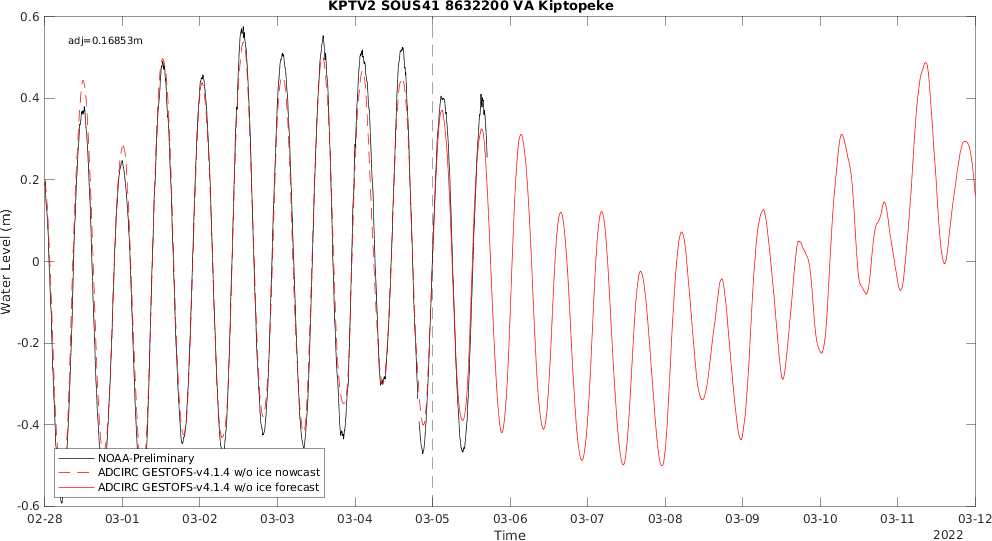 KPTV2 SOUS41 8632200 VA Kiptopeke
adj=0.16853m
0.6
0.4
0.2
0
-0.2
-0.4
-0.6
Water Level (m)
NOAA-Preliminary
ADCIRC GESTOFS-v4.1.4 w/o ice nowcast
ADCIRC GESTOFS-v4.1.4 w/o ice forecast
02-28 03-01 03-02 03-03 03-04 03-05 03-06 03-07 03-08 03-09 03-10 03-11 03-12
Time
2022